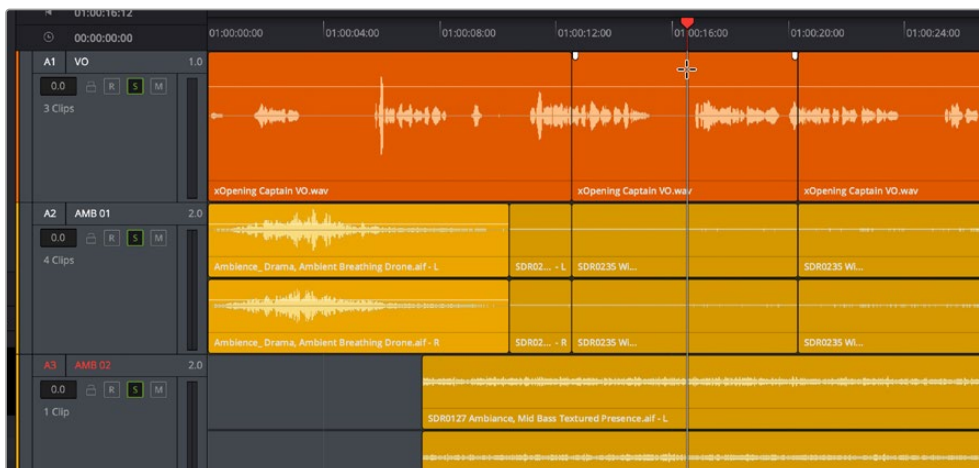 01:00:16:12
00:00:00:00
01:00:00:00 01:00:04:00 01:00:08:00 01:00:12:00 01:00:16:00 01:00:20:00 01:00:24:00
A1 VO 1.0
0.0 R S M
3 Clips
xOpening Captain VO.wav xOpening Captain VO.wav xOpening Captain VO.wav
A2 AMB 01 2.0
0.0 R S M
4 Clips
Ambience_ Drama, Ambient Breathing Drone.aif - L SDR02... - L SDR0235 Wi... SDR0235 Wi...
Ambience_ Drama, Ambient Breathing Drone.aif - R SDR02... - R SDR0235 Wi... SDR0235 Wi...
A3 AMB 02 2.0
0.0 R S M
1 Clip
SDR0127 Ambiance, Mid Bass Textured Presence.aif - L